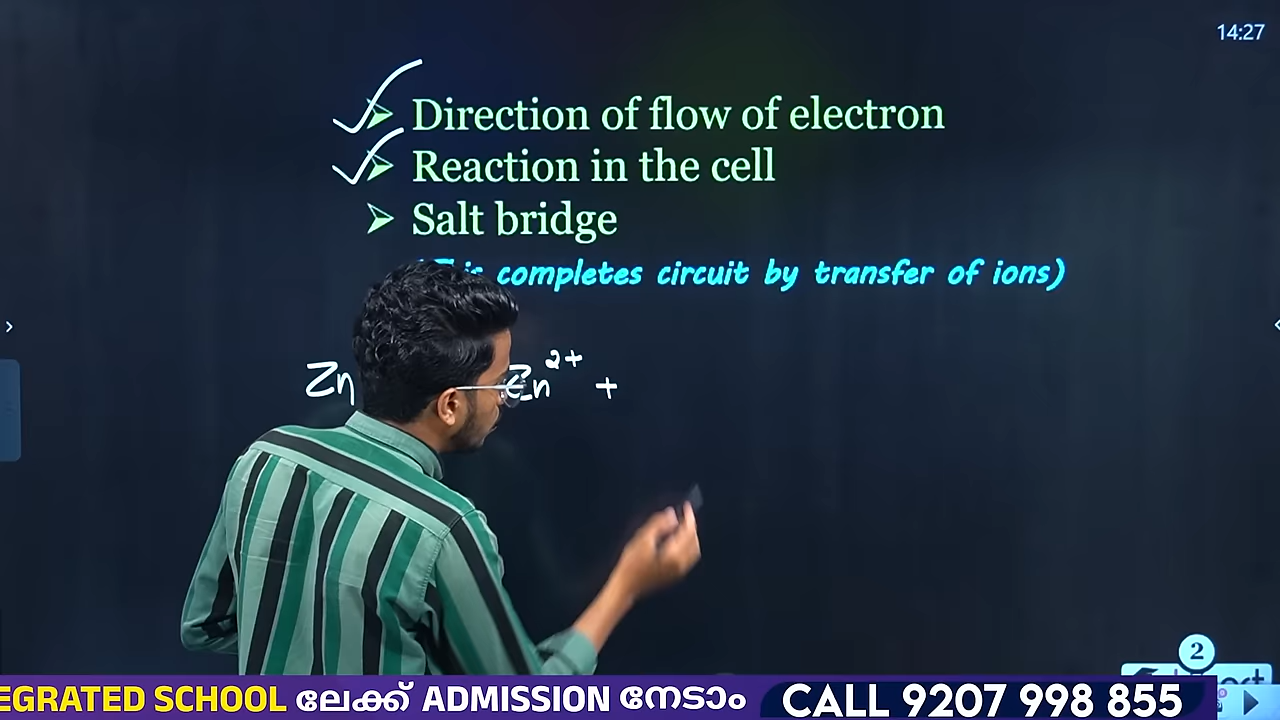 14:27
Direction of flow of electron
Reaction in the cell
Salt bridge
completes circuit by transfer of ions)
Zn Zn²⁺ +
2
EGRATED SCHOOL ലേക്ക് ADMISSION നേടാം CALL 9207 998 855